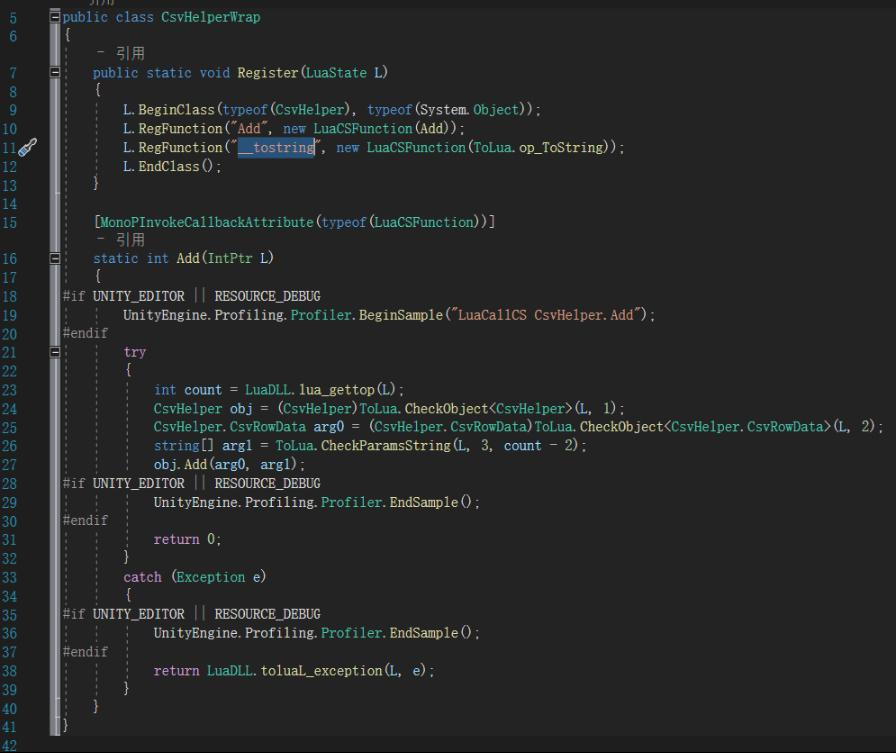 5 public class CsvHelperWrap
6 {
- 引用
7 public static void Register(LuaState L)
8 {
9 L.BeginClass(typeof(CsvHelper), typeof(System.Object));
10 L.RegFunction("Add", new LuaCSFunction(Add));
11 L.RegFunction("__tostring", new LuaCSFunction(ToLua.op_ToString));
12 L.EndClass();
13 }
14
15 [MonoPInvokeCallbackAttribute(typeof(LuaCSFunction))]
- 引用
16 static int Add(IntPtr L)
17 {
18 #if UNITY_EDITOR || RESOURCE_DEBUG
19 UnityEngine.Profiling.Profiler.BeginSample("LuaCallCS CsvHelper.Add");
20 #endif
21 try
22 {
23 int count = LuaDLL.lua_gettop(L);
24 CsvHelper obj = (CsvHelper)ToLua.CheckObject<CsvHelper>(L, 1);
25 CsvHelper.CsvRowData arg0 = (CsvHelper.CsvRowData)ToLua.CheckObject<CsvHelper.CsvRowData>(L, 2);
26 string[] arg1 = ToLua.CheckParamsString(L, 3, count - 2);
27 obj.Add(arg0, arg1);
28 #if UNITY_EDITOR || RESOURCE_DEBUG
29 UnityEngine.Profiling.Profiler.EndSample();
30 #endif
31 return 0;
32 }
33 catch (Exception e)
34 {
35 #if UNITY_EDITOR || RESOURCE_DEBUG
36 UnityEngine.Profiling.Profiler.EndSample();
37 #endif
38 return LuaDLL.toluaL_exception(L, e);
39 }
40 }
41 }
42